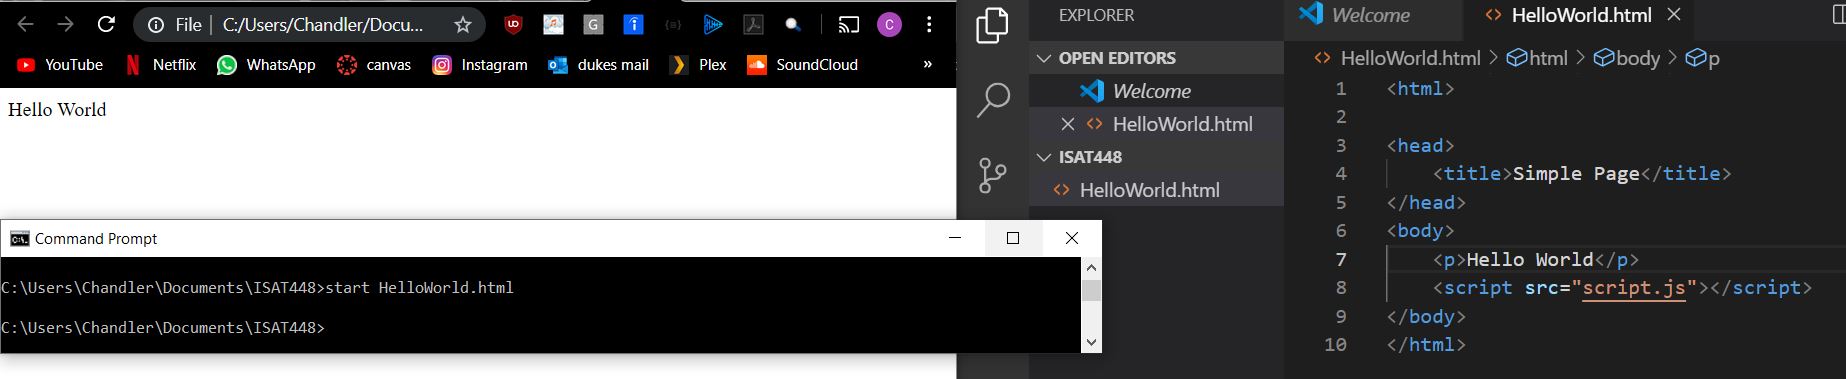 File | C:/Users/Chandler/Docu...
C
YouTube
Netflix
WhatsApp
canvas
Instagram
dukes mail
Plex
SoundCloud
»
Hello World
Command Prompt
C:\Users\Chandler\Documents\ISAT448>start HelloWorld.html
C:\Users\Chandler\Documents\ISAT448>
EXPLORER
OPEN EDITORS
Welcome
HelloWorld.html
ISAT448
HelloWorld.html
Welcome
HelloWorld.html
HelloWorld.html > html > body > p
1 <html>
2
3 <head>
4 <title>Simple Page</title>
5 </head>
6 <body>
7 <p>Hello World</p>
8 <script src="script.js"></script>
9 </body>
10 </html>